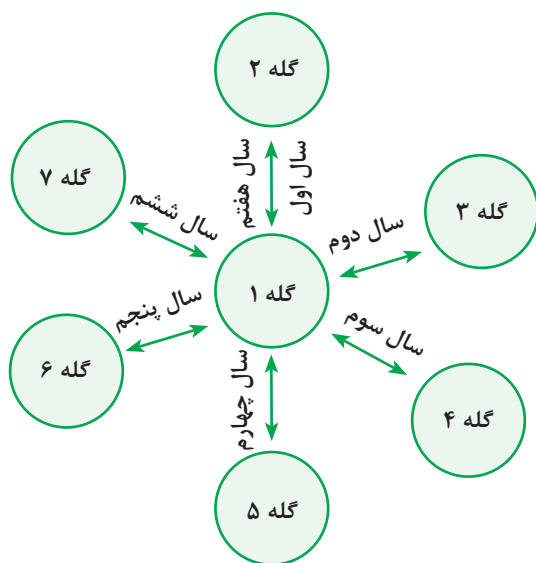 گله ۲
سال اول
سال هفتم
گله ۳
سال دوم
گله ۷
سال ششم
گله ۱
سال سوم
گله ۴
سال پنجم
گله ۶
سال چهارم
گله ۵